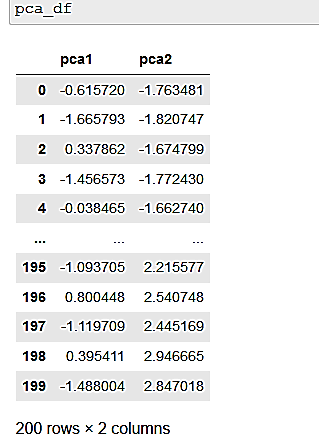 pca_df
pca1 pca2
0 -0.615720 -1.763481
1 -1.665793 -1.820747
2 0.337862 -1.674799
3 -1.456573 -1.772430
4 -0.038465 -1.662740
... ... ...
195 -1.093705 2.215577
196 0.800448 2.540748
197 -1.119709 2.445169
198 0.395411 2.946665
199 -1.488004 2.847018
200 rows × 2 columns